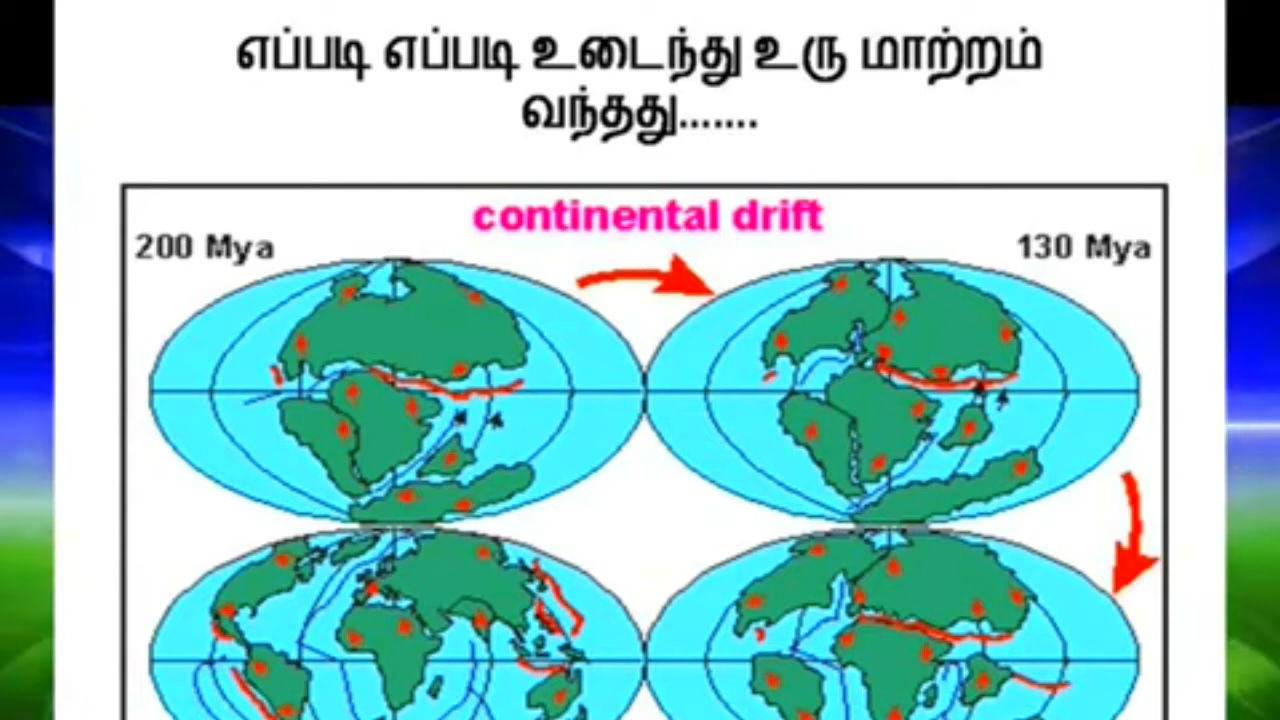 எப்படி எப்படி உடைந்து உரு மாற்றம்
வந்தது.......
continental drift
200 Mya
130 Mya